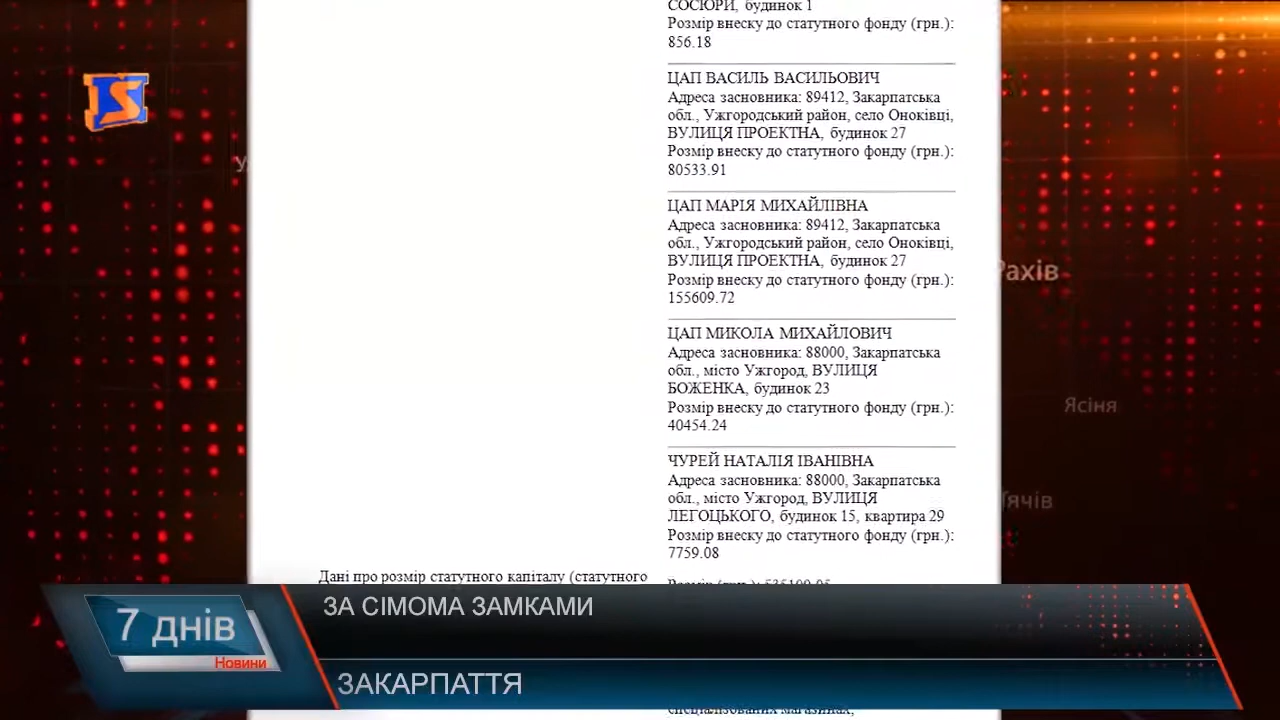 СОСЮРИ, будинок 1
Розмір внеску до статутного фонду (грн.):
856.18
ЦАП ВАСИЛЬ ВАСИЛЬОВИЧ
Адреса засновника: 89412, Закарпатська
обл., Ужгородський район, село Оноківці,
ВУЛИЦЯ ПРОЕКТНА, будинок 27
Розмір внеску до статутного фонду (грн.):
80533.91
ЦАП МАРІЯ МИХАЙЛІВНА
Адреса засновника: 89412, Закарпатська
обл., Ужгородський район, село Оноківці,
ВУЛИЦЯ ПРОЕКТНА, будинок 27
Розмір внеску до статутного фонду (грн.):
155609.72
ЦАП МИКОЛА МИХАЙЛОВИЧ
Адреса засновника: 88000, Закарпатська
обл., місто Ужгород, ВУЛИЦЯ
БОЖЕНКА, будинок 23
Розмір внеску до статутного фонду (грн.):
40454.24
ЧУРЕЙ НАТАЛІЯ ІВАНІВНА
Адреса засновника: 88000, Закарпатська
обл., місто Ужгород, ВУЛИЦЯ
ЛЕГОЦЬКОГО, будинок 15, квартира 29
Розмір внеску до статутного фонду (грн.):
7759.08
Дані про розмір статутного капіталу (статутного
Рахів
Ясіня
7 днів
Новини
ЗА СІМОМА ЗАМКАМИ
ЗАКАРПАТТЯ